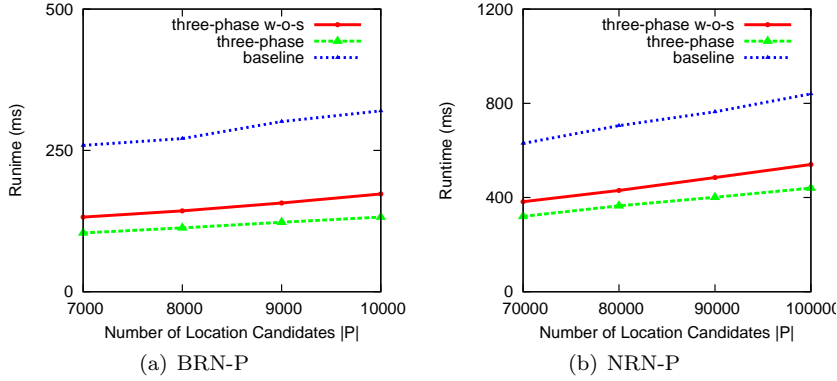 500
250
0
Runime (ms)
three-phase w-o-s
three-phase
baseline
7000 8000 9000 10000
Number of Location Candidates |P|
(a) BRN-P
1200
800
400
0
Runtime (ms)
three-phase w-o-s
three-phase
baseline
70000 80000 90000 100000
Number of Location Candidates |P|
(b) NRN-P